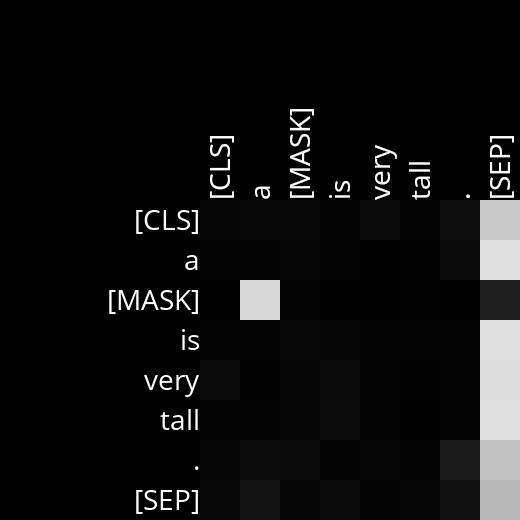 [CLS] a [MASK] is very tall . [SEP]
[CLS]
a
[MASK]
is
very
tall
.
[SEP]